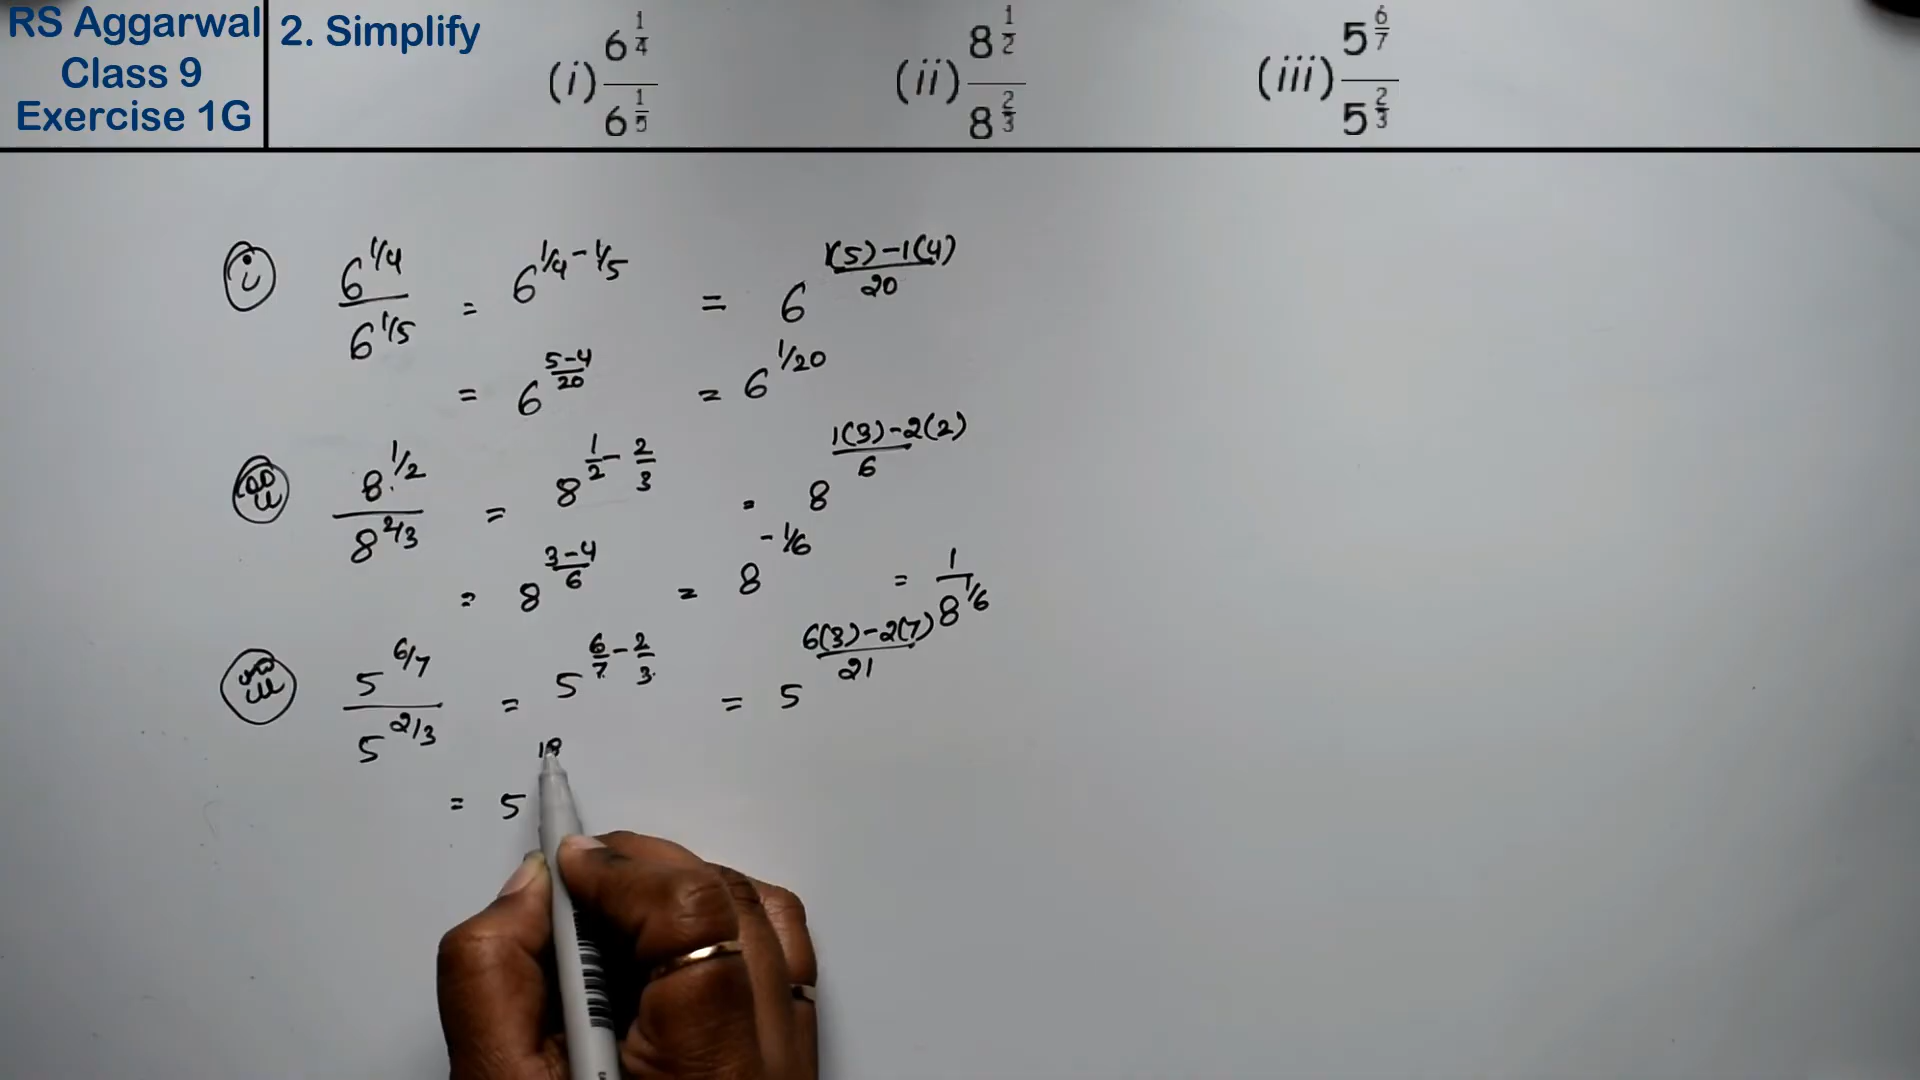 RS Aggarwal
Class 9
Exercise 1G
2. Simplify
(i) 6^(1/4) / 6^(1/5)
(ii) 8^(1/2) / 8^(2/3)
(iii) 5^(6/7) / 5^(2/3)
(i) 6^(1/4) / 6^(1/5) = 6^(1/4 - 1/5) = 6^((1(5)-1(4))/20)
= 6^((5-4)/20) = 6^(1/20)
(ii) 8^(1/2) / 8^(2/3) = 8^(1/2 - 2/3) = 8^((1(3)-2(2))/6)
= 8^((3-4)/6) = 8^(-1/6) = 1 / 8^(1/6)
(iii) 5^(6/7) / 5^(2/3) = 5^(6/7 - 2/3) = 5^((6(3)-2(7))/21)
= 5^18